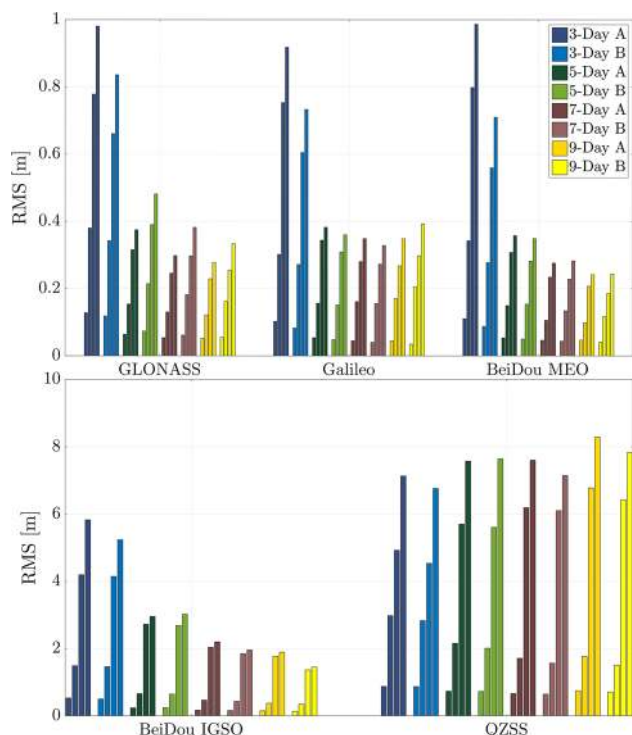 1
0.8
0.6
0.4
0.2
0
RMS [m]
3-Day A
3-Day B
5-Day A
5-Day B
7-Day A
7-Day B
9-Day A
9-Day B
GLONASS
Galileo
BeiDou MEO
10
8
6
4
2
0
RMS [m]
BeiDou IGSO
QZSS